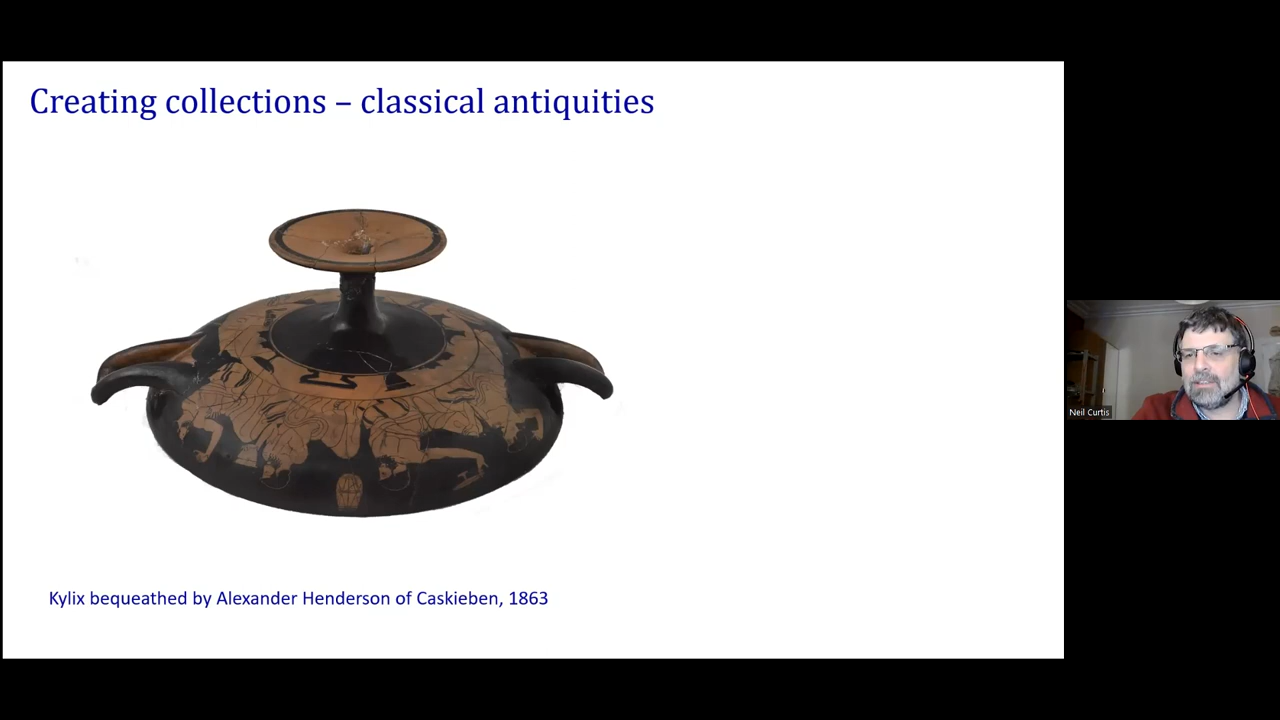 Creating collections – classical antiquities
Neil Curtis
Kylix bequeathed by Alexander Henderson of Caskieben, 1863